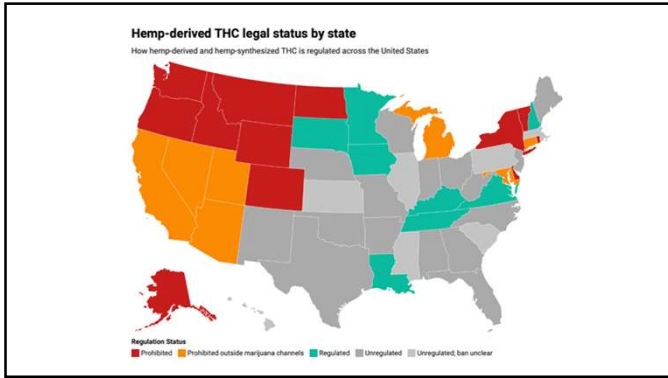 Hemp-derived THC legal status by state
How hemp-derived and hemp-synthesized THC is regulated across the United States
Regulation Status
Prohibited Prohibited outside marijuana channels Regulated Unregulated Unregulated; ban unclear